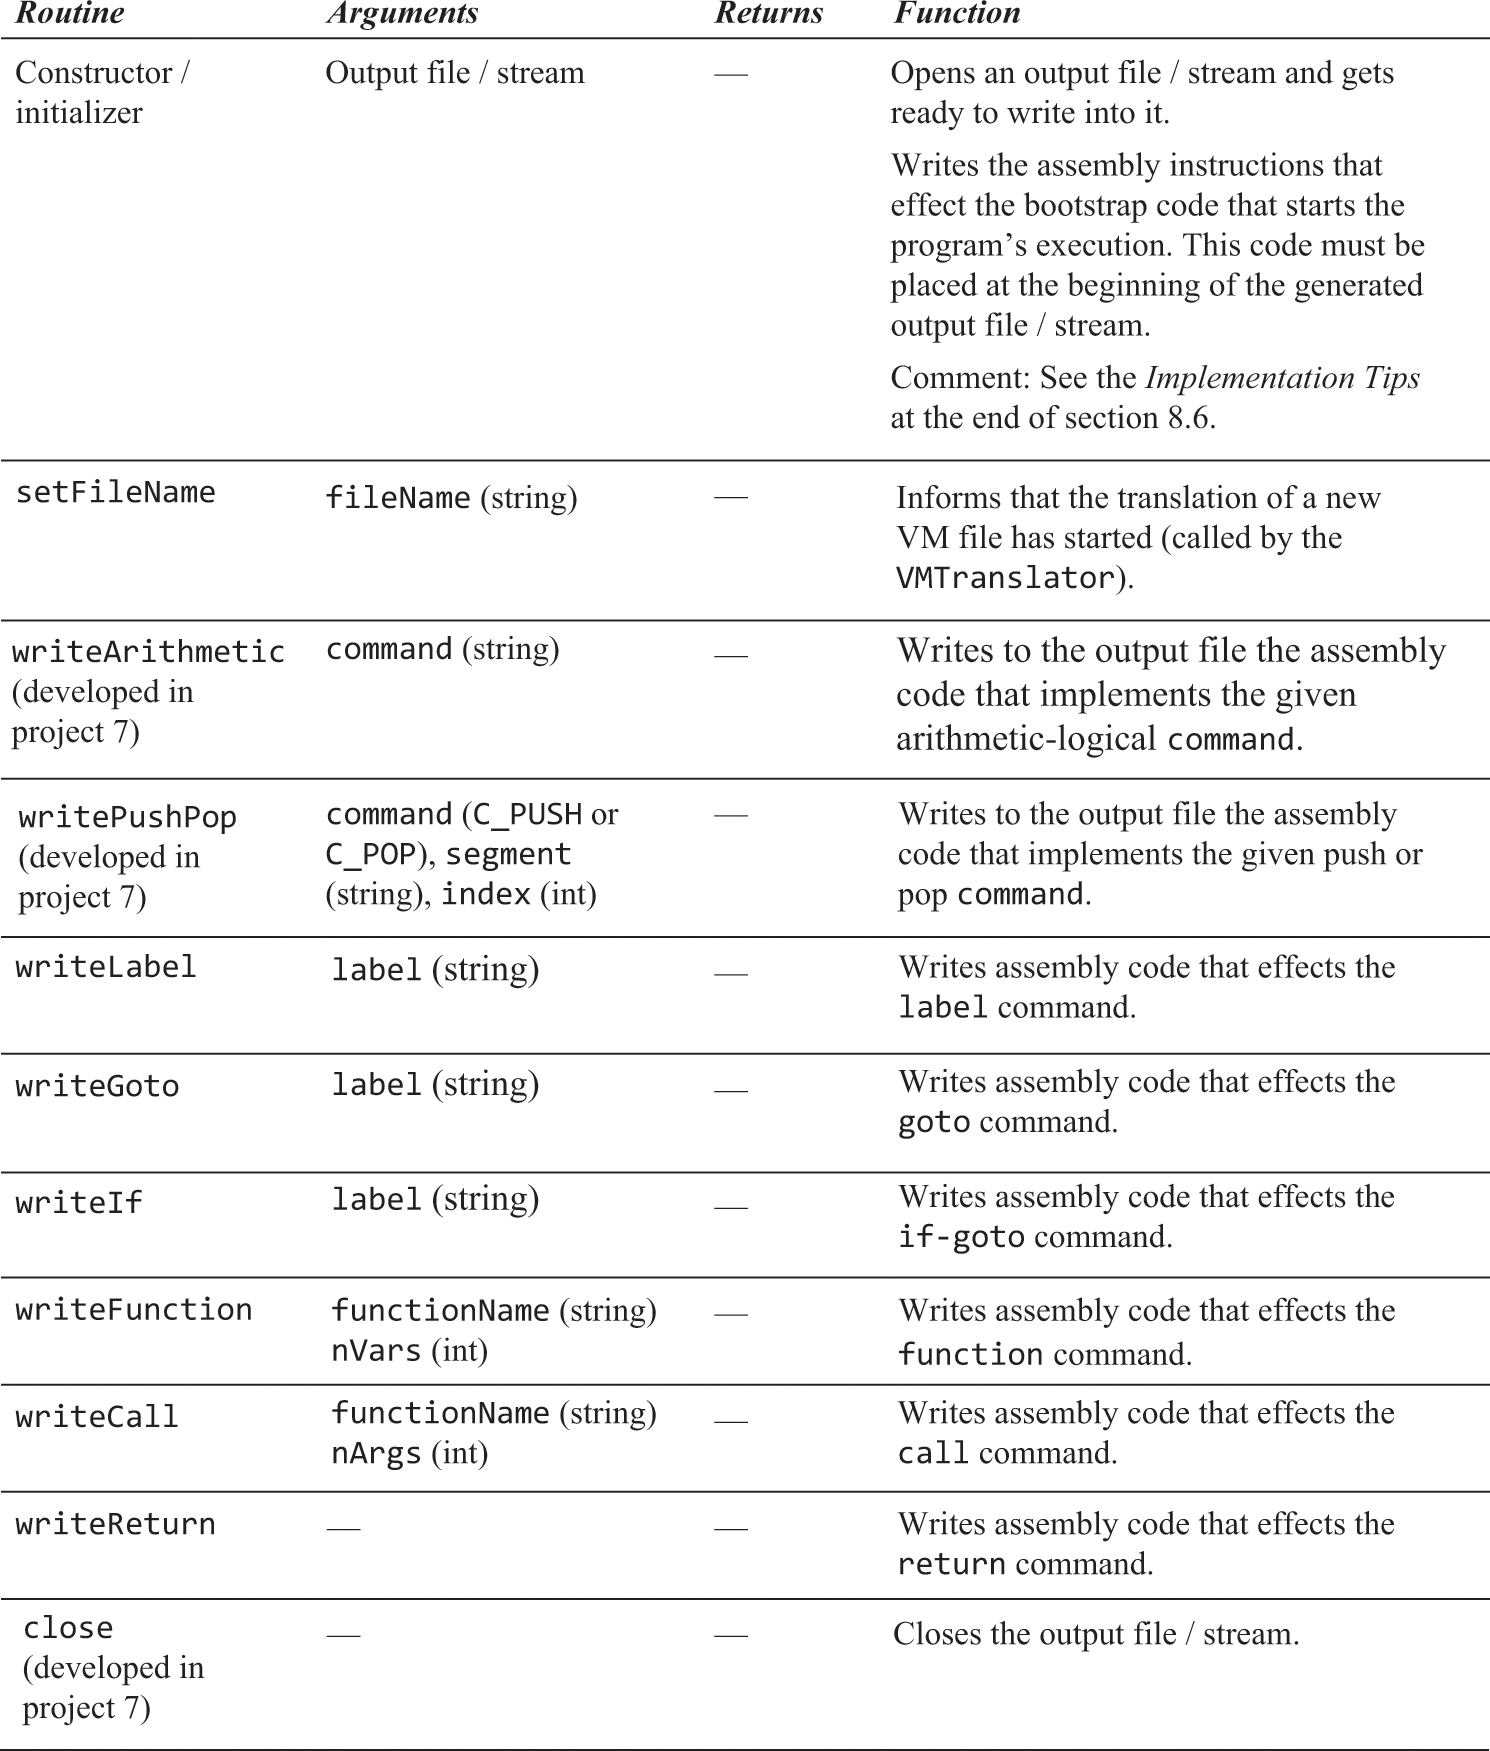 Routine Arguments Returns Function
Constructor / Output file / stream — Opens an output file / stream and gets
initializer ready to write into it.
Writes the assembly instructions that
effect the bootstrap code that starts the
program’s execution. This code must be
placed at the beginning of the generated
output file / stream.
Comment: See the Implementation Tips
at the end of section 8.6.
setFileName fileName (string) — Informs that the translation of a new
VM file has started (called by the
VMTranslator).
writeArithmetic command (string) — Writes to the output file the assembly
(developed in code that implements the given
project 7) arithmetic-logical command.
writePushPop command (C_PUSH or — Writes to the output file the assembly
(developed in C_POP), segment code that implements the given push or
project 7) (string), index (int) pop command.
writeLabel label (string) — Writes assembly code that effects the
label command.
writeGoto label (string) — Writes assembly code that effects the
goto command.
writeIf label (string) — Writes assembly code that effects the
if-goto command.
writeFunction functionName (string) — Writes assembly code that effects the
nVars (int) function command.
writeCall functionName (string) — Writes assembly code that effects the
nArgs (int) call command.
writeReturn — — Writes assembly code that effects the
return command.
close — — Closes the output file / stream.
(developed in
project 7)